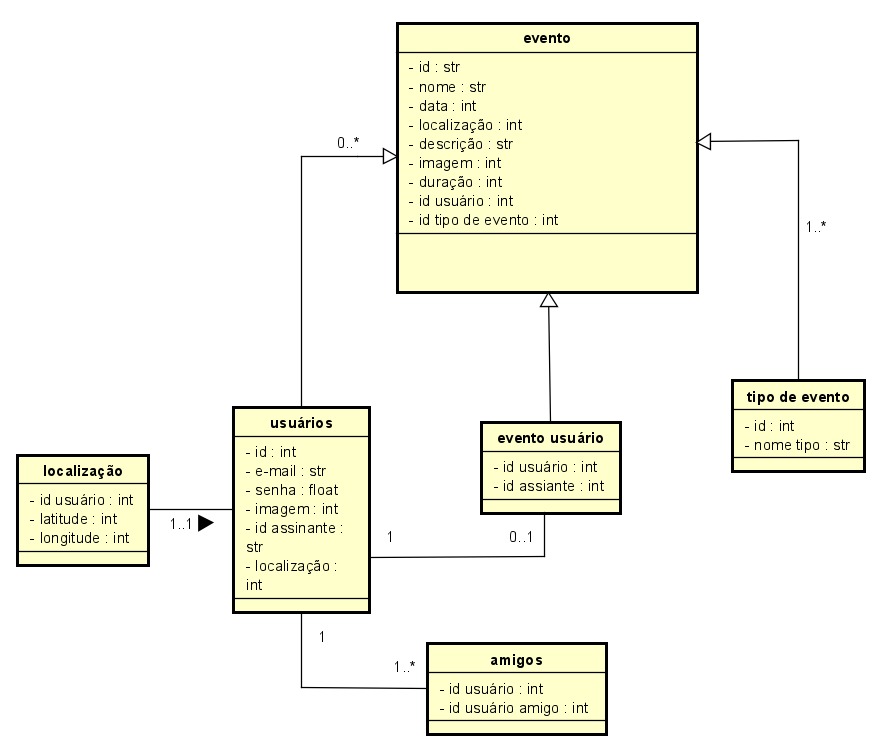 evento
- id : str
- nome : str
- data : int
- localização : int
- descrição : str
- imagem : int
- duração : int
- id usuário : int
- id tipo de evento : int
0..*
1..*
tipo de evento
- id : int
- nome tipo : str
usuários
- id : int
- e-mail : str
- senha : float
- imagem : int
- id assinante :
str
- localização :
int
evento usuário
- id usuário : int
- id assiante : int
localização
- id usuário : int
- latitude : int
- longitude : int
1..1
1
0..1
1
1..*
amigos
- id usuário : int
- id usuário amigo : int